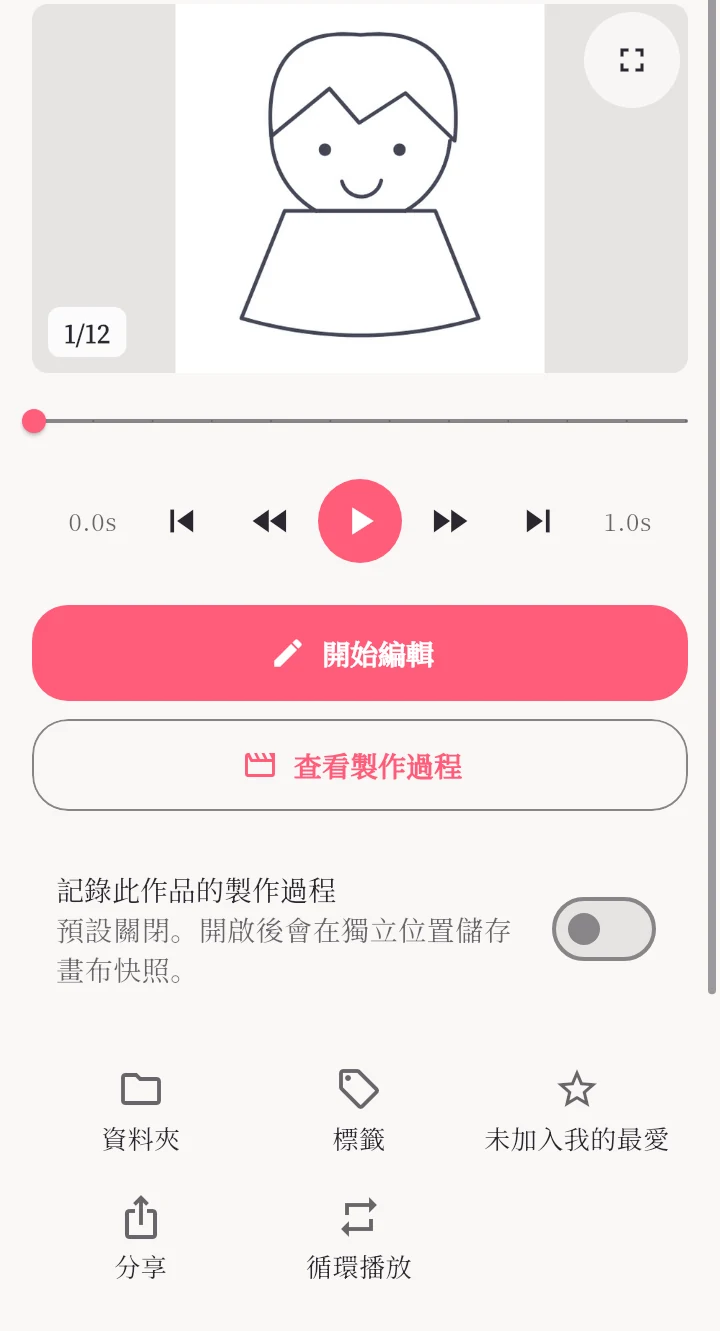 1/12
0.0s
1.0s
開始編輯
查看製作過程
記錄此作品的製作過程
預設關閉。開啟後會在獨立位置儲存
畫布快照。
資料夾
標籤
未加入我的最愛
分享
循環播放